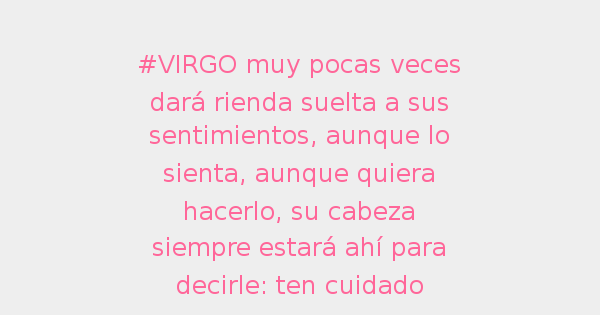 #VIRGO muy pocas veces
dará rienda suelta a sus
sentimientos, aunque lo
sienta, aunque quiera
hacerlo, su cabeza
siempre estará ahí para
decirle: ten cuidado